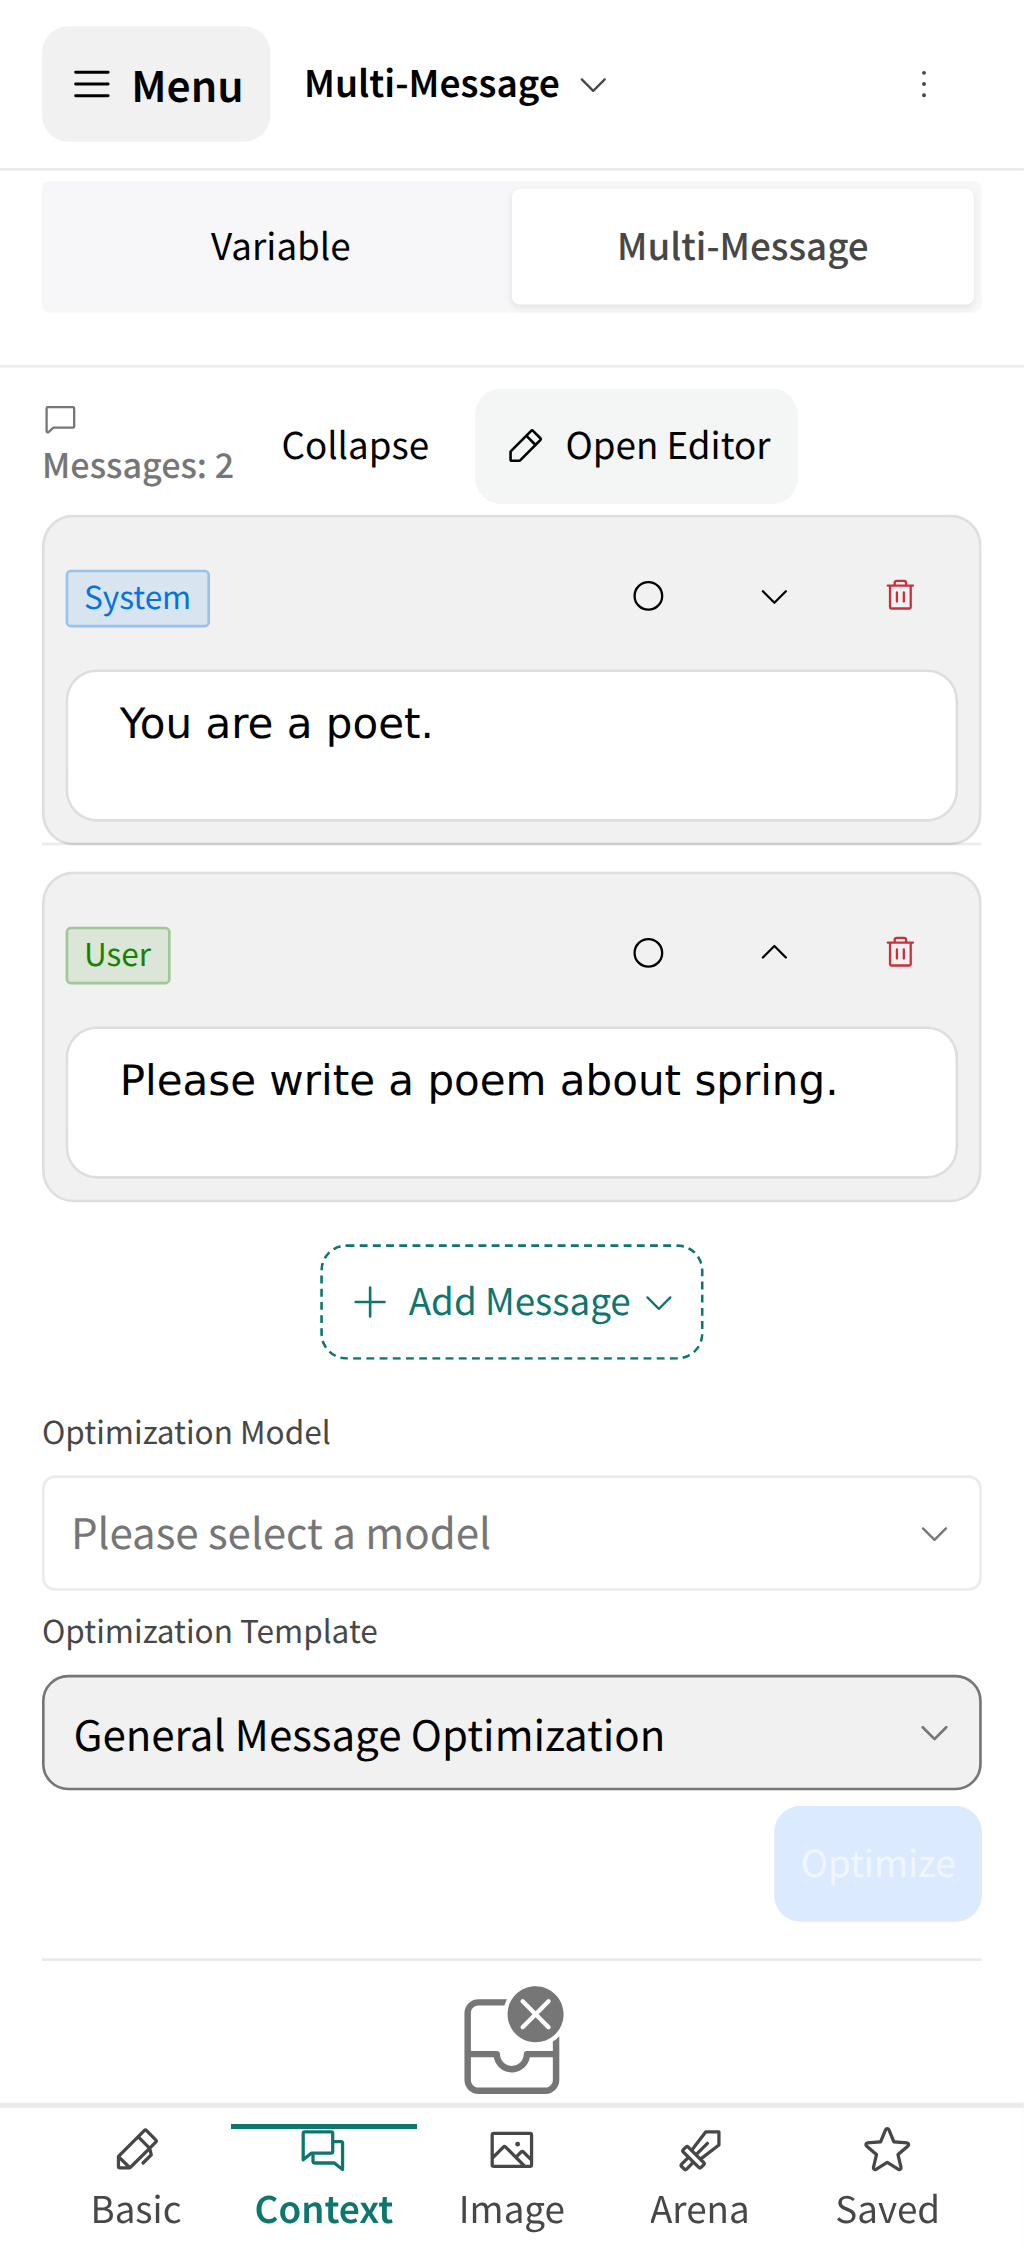 Menu
Multi-Message
Variable
Multi-Message
Messages: 2
Collapse
Open Editor
System
You are a poet.
User
Please write a poem about spring.
Add Message
Optimization Model
Please select a model
Optimization Template
General Message Optimization
Optimize
Basic
Context
Image
Arena
Saved